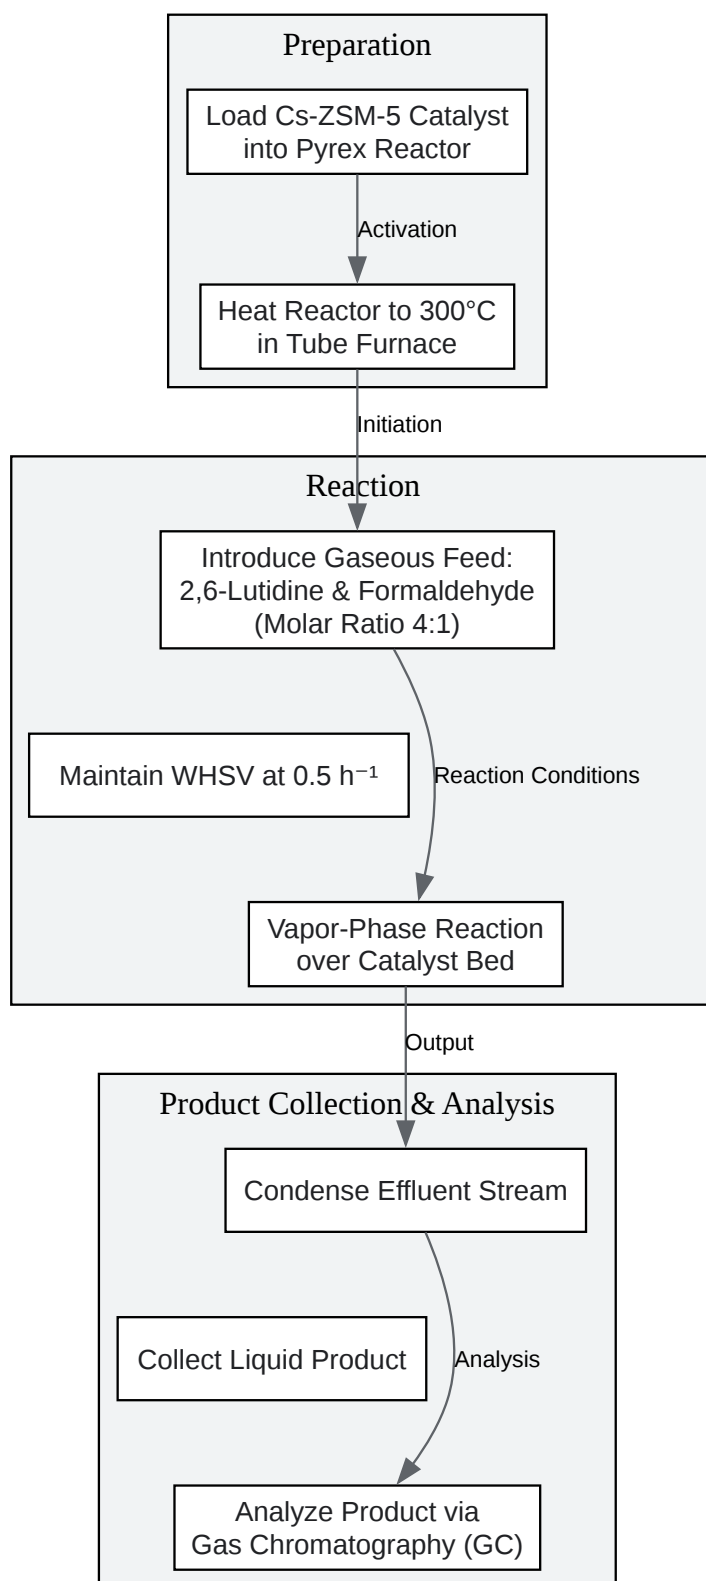 Preparation
Load Cs-ZSM-5 Catalyst
into Pyrex Reactor
Activation
Heat Reactor to 300°C
in Tube Furnace
Initiation
Reaction
Introduce Gaseous Feed:
2,6-Lutidine & Formaldehyde
(Molar Ratio 4:1)
Maintain WHSV at 0.5 h⁻¹
Reaction Conditions
Vapor-Phase Reaction
over Catalyst Bed
Output
Product Collection & Analysis
Condense Effluent Stream
Collect Liquid Product
Analysis
Analyze Product via
Gas Chromatography (GC)